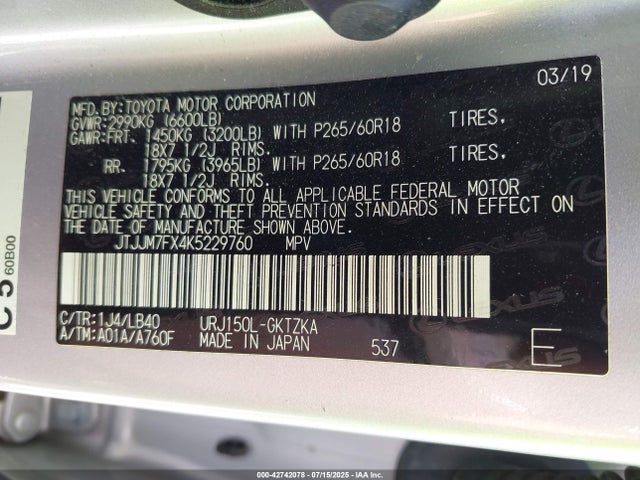 03/19
MFD.BY:TOYOTA MOTOR CORPORATION
GVWR:2990KG (6600LB)
GAWR:FRT. 1450KG (3200LB) WITH P265/60R18 TIRES.
18X7 1/2J RIMS.
RR. 1795KG (3965LB) WITH P265/60R18 TIRES.
18X7 1/2J RIMS.
THIS VEHICLE CONFORMS TO ALL APPLICABLE FEDERAL MOTOR
VEHICLE SAFETY AND THEFT PREVENTION STANDARDS IN EFFECT ON
THE DATE OF MANUFACTURE SHOWN ABOVE.
JTJJM7FX4K5229760 MPV
C/TR:1J4/LB40 URJ150L-GKTZKA
A/TM:A01A/A760F MADE IN JAPAN 537 E
C 5 60B00
LEXUS
000-42742078 - 07/15/2025 - IAA, Inc.